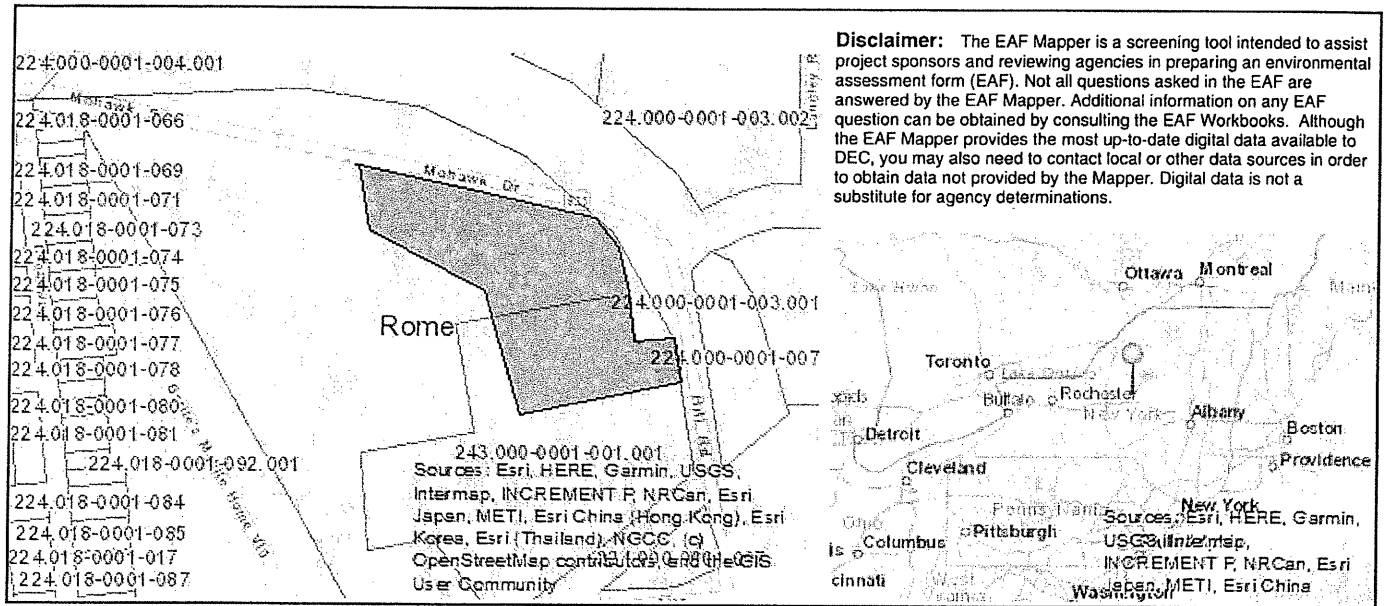 224.000-0001-004.001
Mohawk Dr
224.018-0001-066
224.000-0001-003.002
224.018-0001-069
Mohawk Dr
224.018-0001-071
224.018-0001-073
224.018-0001-074
224.018-0001-075
224.000-0001-003.001
224.018-0001-076
Rome
224.018-0001-077
224.000-0001-007
224.018-0001-078
224.018-0001-080
224.018-0001-081
243.000-0001-001.001
224.018-0001-092.001
Mobile Home
224.018-0001-084
224.018-0001-085
224.018-0001-017
224.018-0001-087
Sources: Esri, HERE, Garmin, USGS,
Intermap, INCREMENT P, NRCan, Esri
Japan, METI, Esri China (Hong Kong), Esri
Korea, Esri (Thailand), NGCC, (c)
OpenStreetMap contributors, and the GIS
User Community
Disclaimer: The EAF Mapper is a screening tool intended to assist
project sponsors and reviewing agencies in preparing an environmental
assessment form (EAF). Not all questions asked in the EAF are
answered by the EAF Mapper. Additional information on any EAF
question can be obtained by consulting the EAF Workbooks. Although
the EAF Mapper provides the most up-to-date digital data available to
DEC, you may also need to contact local or other data sources in order
to obtain data not provided by the Mapper. Digital data is not a
substitute for agency determinations.
Ottawa
Montreal
Toronto
Lake
Rochester
Buffalo
New York
Albany
Detroit
Boston
Providence
Cleveland
New York
Pittsburgh
Columbus
cinnati
West
Washington
Sources: Esri, HERE, Garmin,
USGS, Intermap,
INCREMENT P, NRCan, Esri
Japan, METI, Esri China